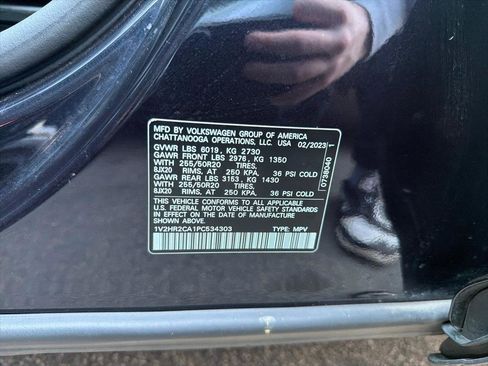 MFD BY VOLKSWAGEN GROUP OF AMERICA
CHATTANOOGA OPERATIONS, LLC. USA 02/2023
GVWR LBS 6019, KG 2730
GAWR FRONT LBS 2976, KG 1350
WITH 255/50R20 TIRES,
8JX20 RIMS, AT 250 KPA, 36 PSI COLD
GAWR REAR LBS 3153, KG 1430
WITH 255/50R20 TIRES,
8JX20 RIMS, AT 250 KPA, 36 PSI COLD
THIS VEHICLE CONFORMS TO ALL APPLICABLE
U.S. FEDERAL MOTOR VEHICLE SAFETY STANDARDS
IN EFFECT ON THE DATE OF MANUFACTURE
SHOWN ABOVE.
1V2HR2CA1PC534303 TYPE: MPV
0738040 1